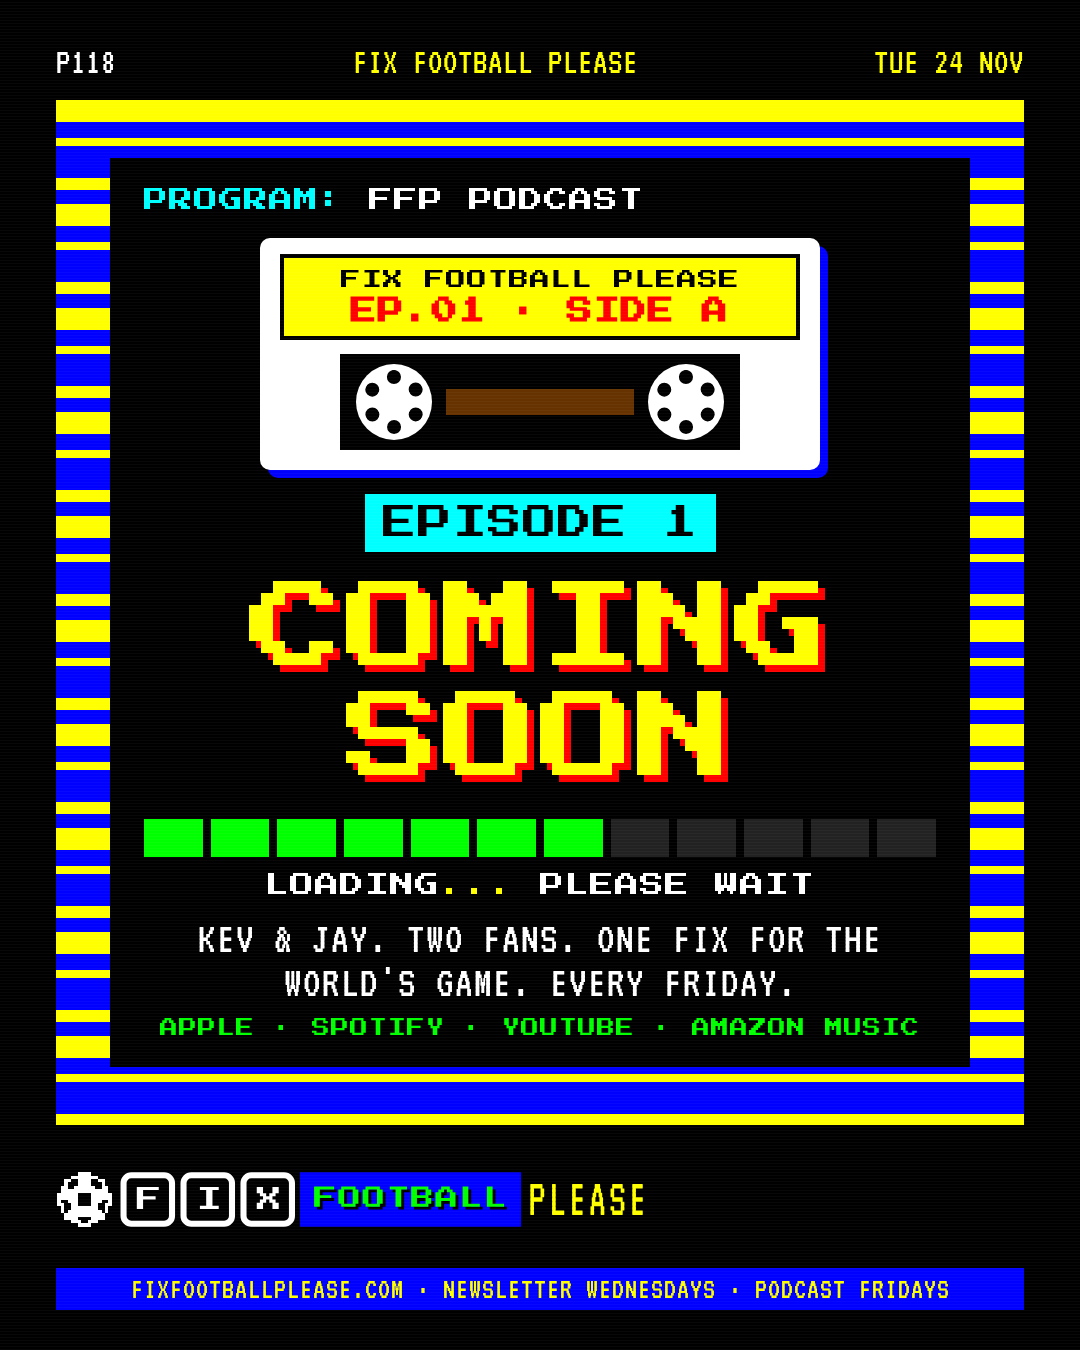 P118 FIX FOOTBALL PLEASE TUE 24 NOV
PROGRAM: FFP PODCAST
FIX FOOTBALL PLEASE
EP.01 · SIDE A
EPISODE 1
COMING
SOON
LOADING... PLEASE WAIT
KEV & JAY. TWO FANS. ONE FIX FOR THE
WORLD'S GAME. EVERY FRIDAY.
APPLE · SPOTIFY · YOUTUBE · AMAZON MUSIC
FIX FOOTBALL PLEASE
FIXFOOTBALLPLEASE.COM · NEWSLETTER WEDNESDAYS · PODCAST FRIDAYS